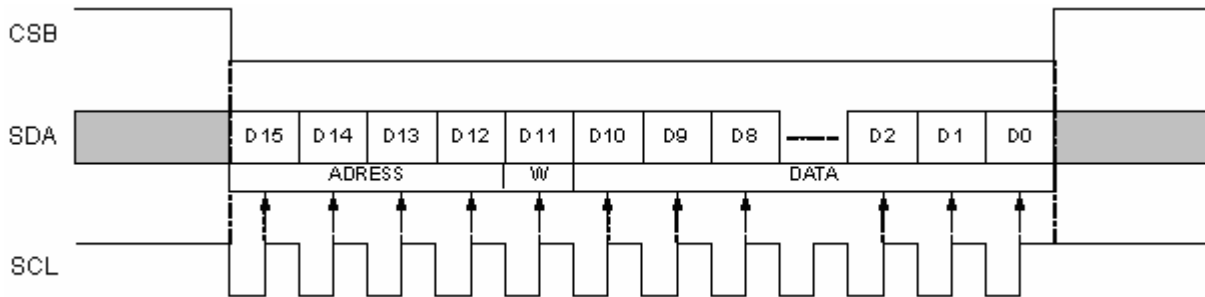 CSB
SDA D15 D14 D13 D12 D11 D10 D9 D8 D2 D1 D0
ADRESS W DATA
SCL